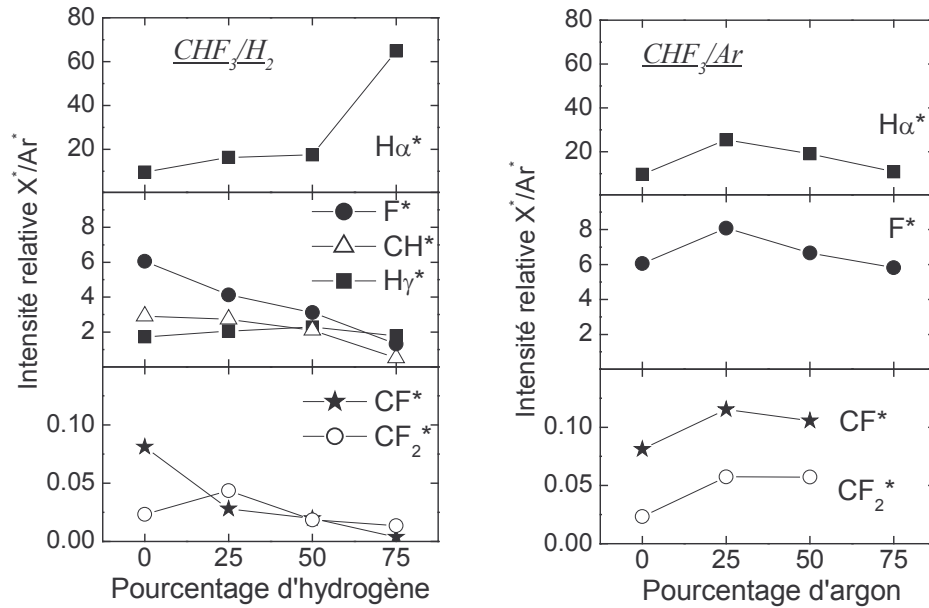 Intensité relative X*/Ar*
80
60
40
20
CHF3/H2
Hα*
8
6
4
2
F*
CH*
Hγ*
0.10
0.05
0.00
CF*
CF2*
0 25 50 75
Pourcentage d'hydrogène
Intensité relative X*/Ar*
80
60
40
20
CHF3/Ar
Hα*
8
6
4
2
F*
0.10
0.05
0.00
CF*
CF2*
0 25 50 75
Pourcentage d'argon